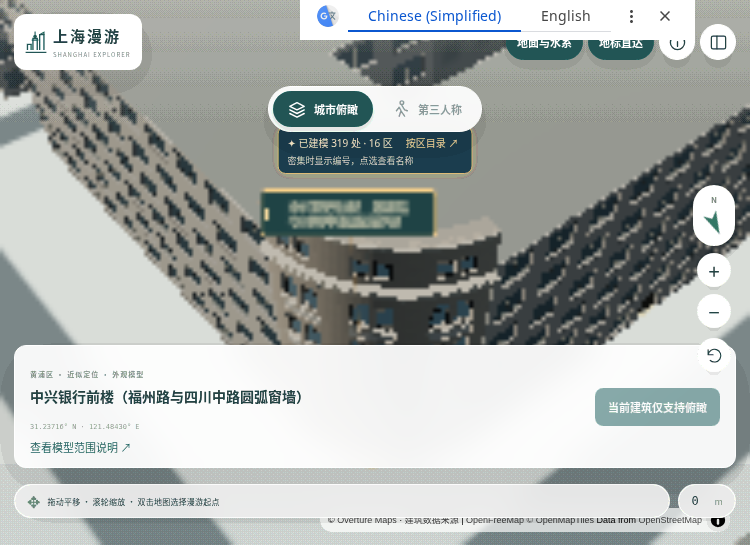 Chinese (Simplified)
English
上海漫游
SHANGHAI EXPLORER
地面与水系
地标直达
城市俯瞰
第三人称
✦ 已建模 319 处 · 16 区 按区目录 ↗
密集时显示编号，点选查看名称
N
+
−
黄浦区 · 近似定位 · 外观模型
中兴银行前楼（福州路与四川中路圆弧窗墙）
当前建筑仅支持俯瞰
31.23716° N · 121.48430° E
查看模型范围说明 ↗
拖动平移 · 滚轮缩放 · 双击地图选择漫游起点
0 m
© Overture Maps · 建筑数据来源 | OpenFreeMap © OpenMapTiles Data from OpenStreetMap